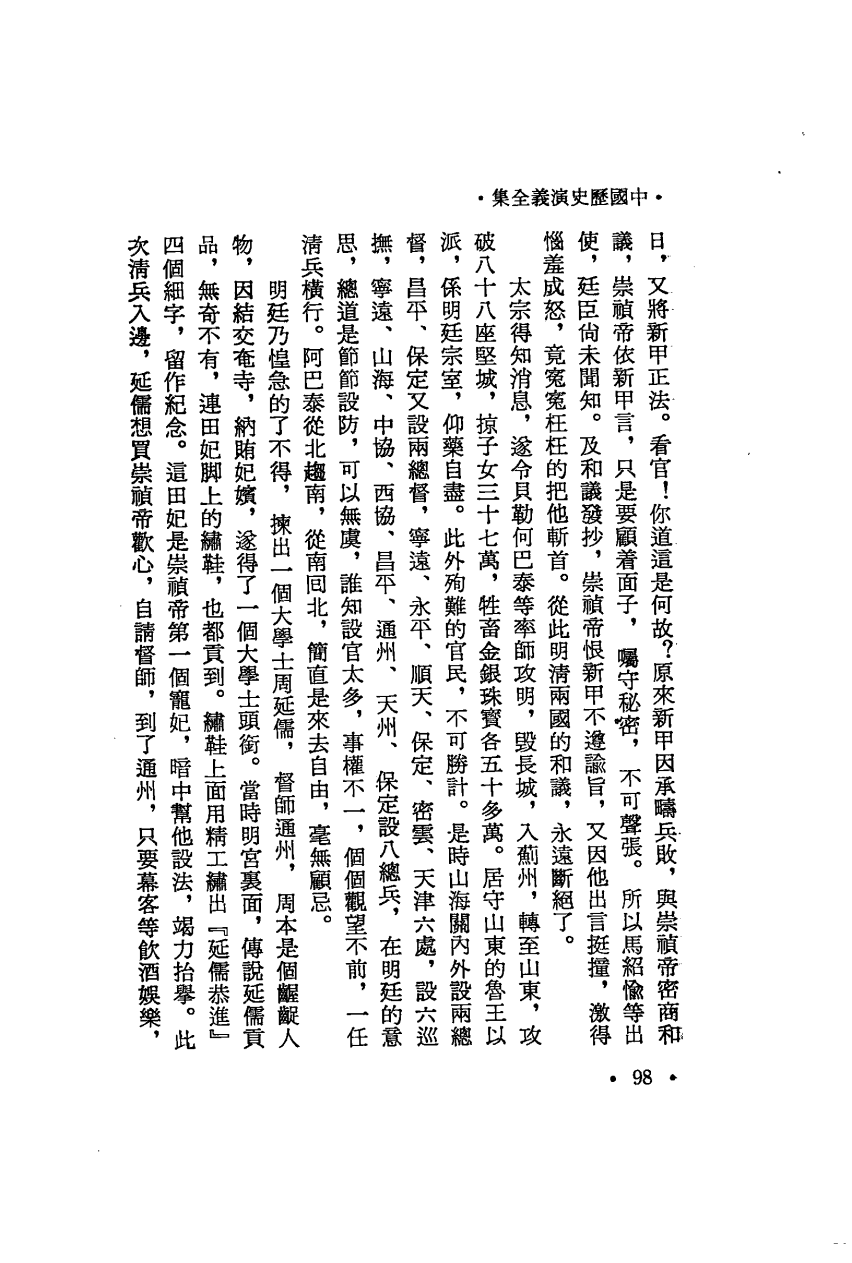 •中國歷史演義全集•
日，又將新甲正法。看官！你道這是何故？原來新甲因承疇兵敗，與崇禎帝密商和
議，崇禎帝依新甲言，只是要顧着面子，囑守秘密，不可聲張。所以馬紹愉等出
使，廷臣尙未聞知。及和議發抄，崇禎帝恨新甲不遵諭旨，又因他出言挺撞，激得
惱羞成怒，竟冤冤枉枉的把他斬首。從此明淸兩國的和議，永遠斷絕了。
太宗得知消息，遂令貝勒何巴泰等率師攻明，毀長城，入薊州，轉至山東，攻
破八十八座堅城，掠子女三十七萬，牲畜金銀珠寶各五十多萬。居守山東的魯王以
派，係明廷宗室，仰藥自盡。此外殉難的官民，不可勝計。是時山海關內外設兩總
督，昌平、保定又設兩總督，寧遠、永平、順天、保定、密雲、天津六處，設六巡
撫，寧遠、山海、中協、西協、昌平、通州、天州、保定設八總兵，在明廷的意
思，總道是節節設防，可以無虞，誰知設官太多，事權不一，個個觀望不前，一任
淸兵橫行。阿巴泰從北趨南，從南囘北，簡直是來去自由，毫無顧忌。
明廷乃惶急的了不得，揀出一個大學士周延儒，督師通州，周本是個齷齪人
物，因結交奄寺，納賄妃嬪，遂得了一個大學士頭銜。當時明宮裏面，傳說延儒貢
品，無奇不有，連田妃脚上的繡鞋，也都貢到。繡鞋上面用精工繡出『延儒恭進』
四個細字，留作紀念。這田妃是崇禎帝第一個寵妃，暗中幫他設法，竭力抬擧。此
次淸兵入邊，延儒想買崇禎帝歡心，自請督師，到了通州，只要幕客等飮酒娛樂，
• 98 •